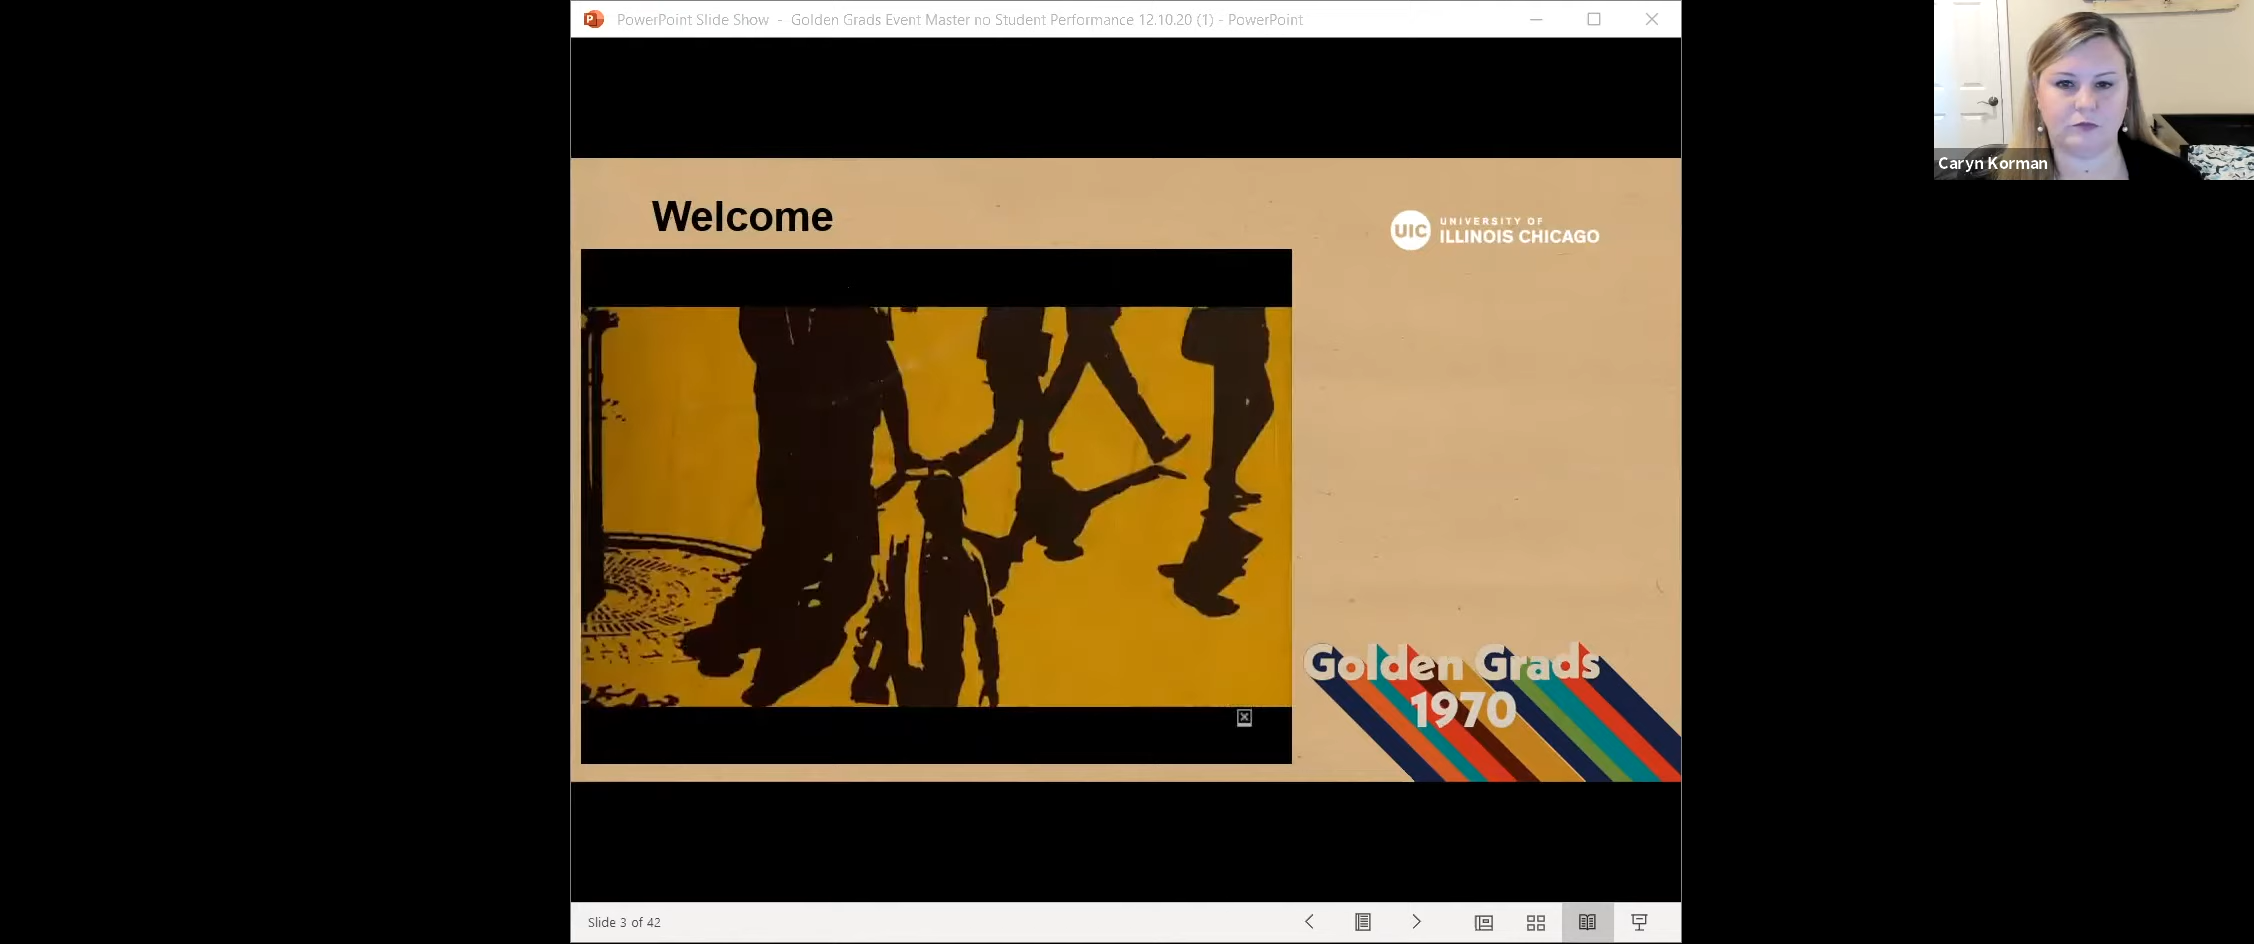 PowerPoint Slide Show - Golden Grads Event Master no Student Performance 12.10.20 (1) - PowerPoint
Caryn Korman
Welcome
UIC
UNIVERSITY OF
ILLINOIS CHICAGO
Golden Grads
1970
Slide 3 of 42